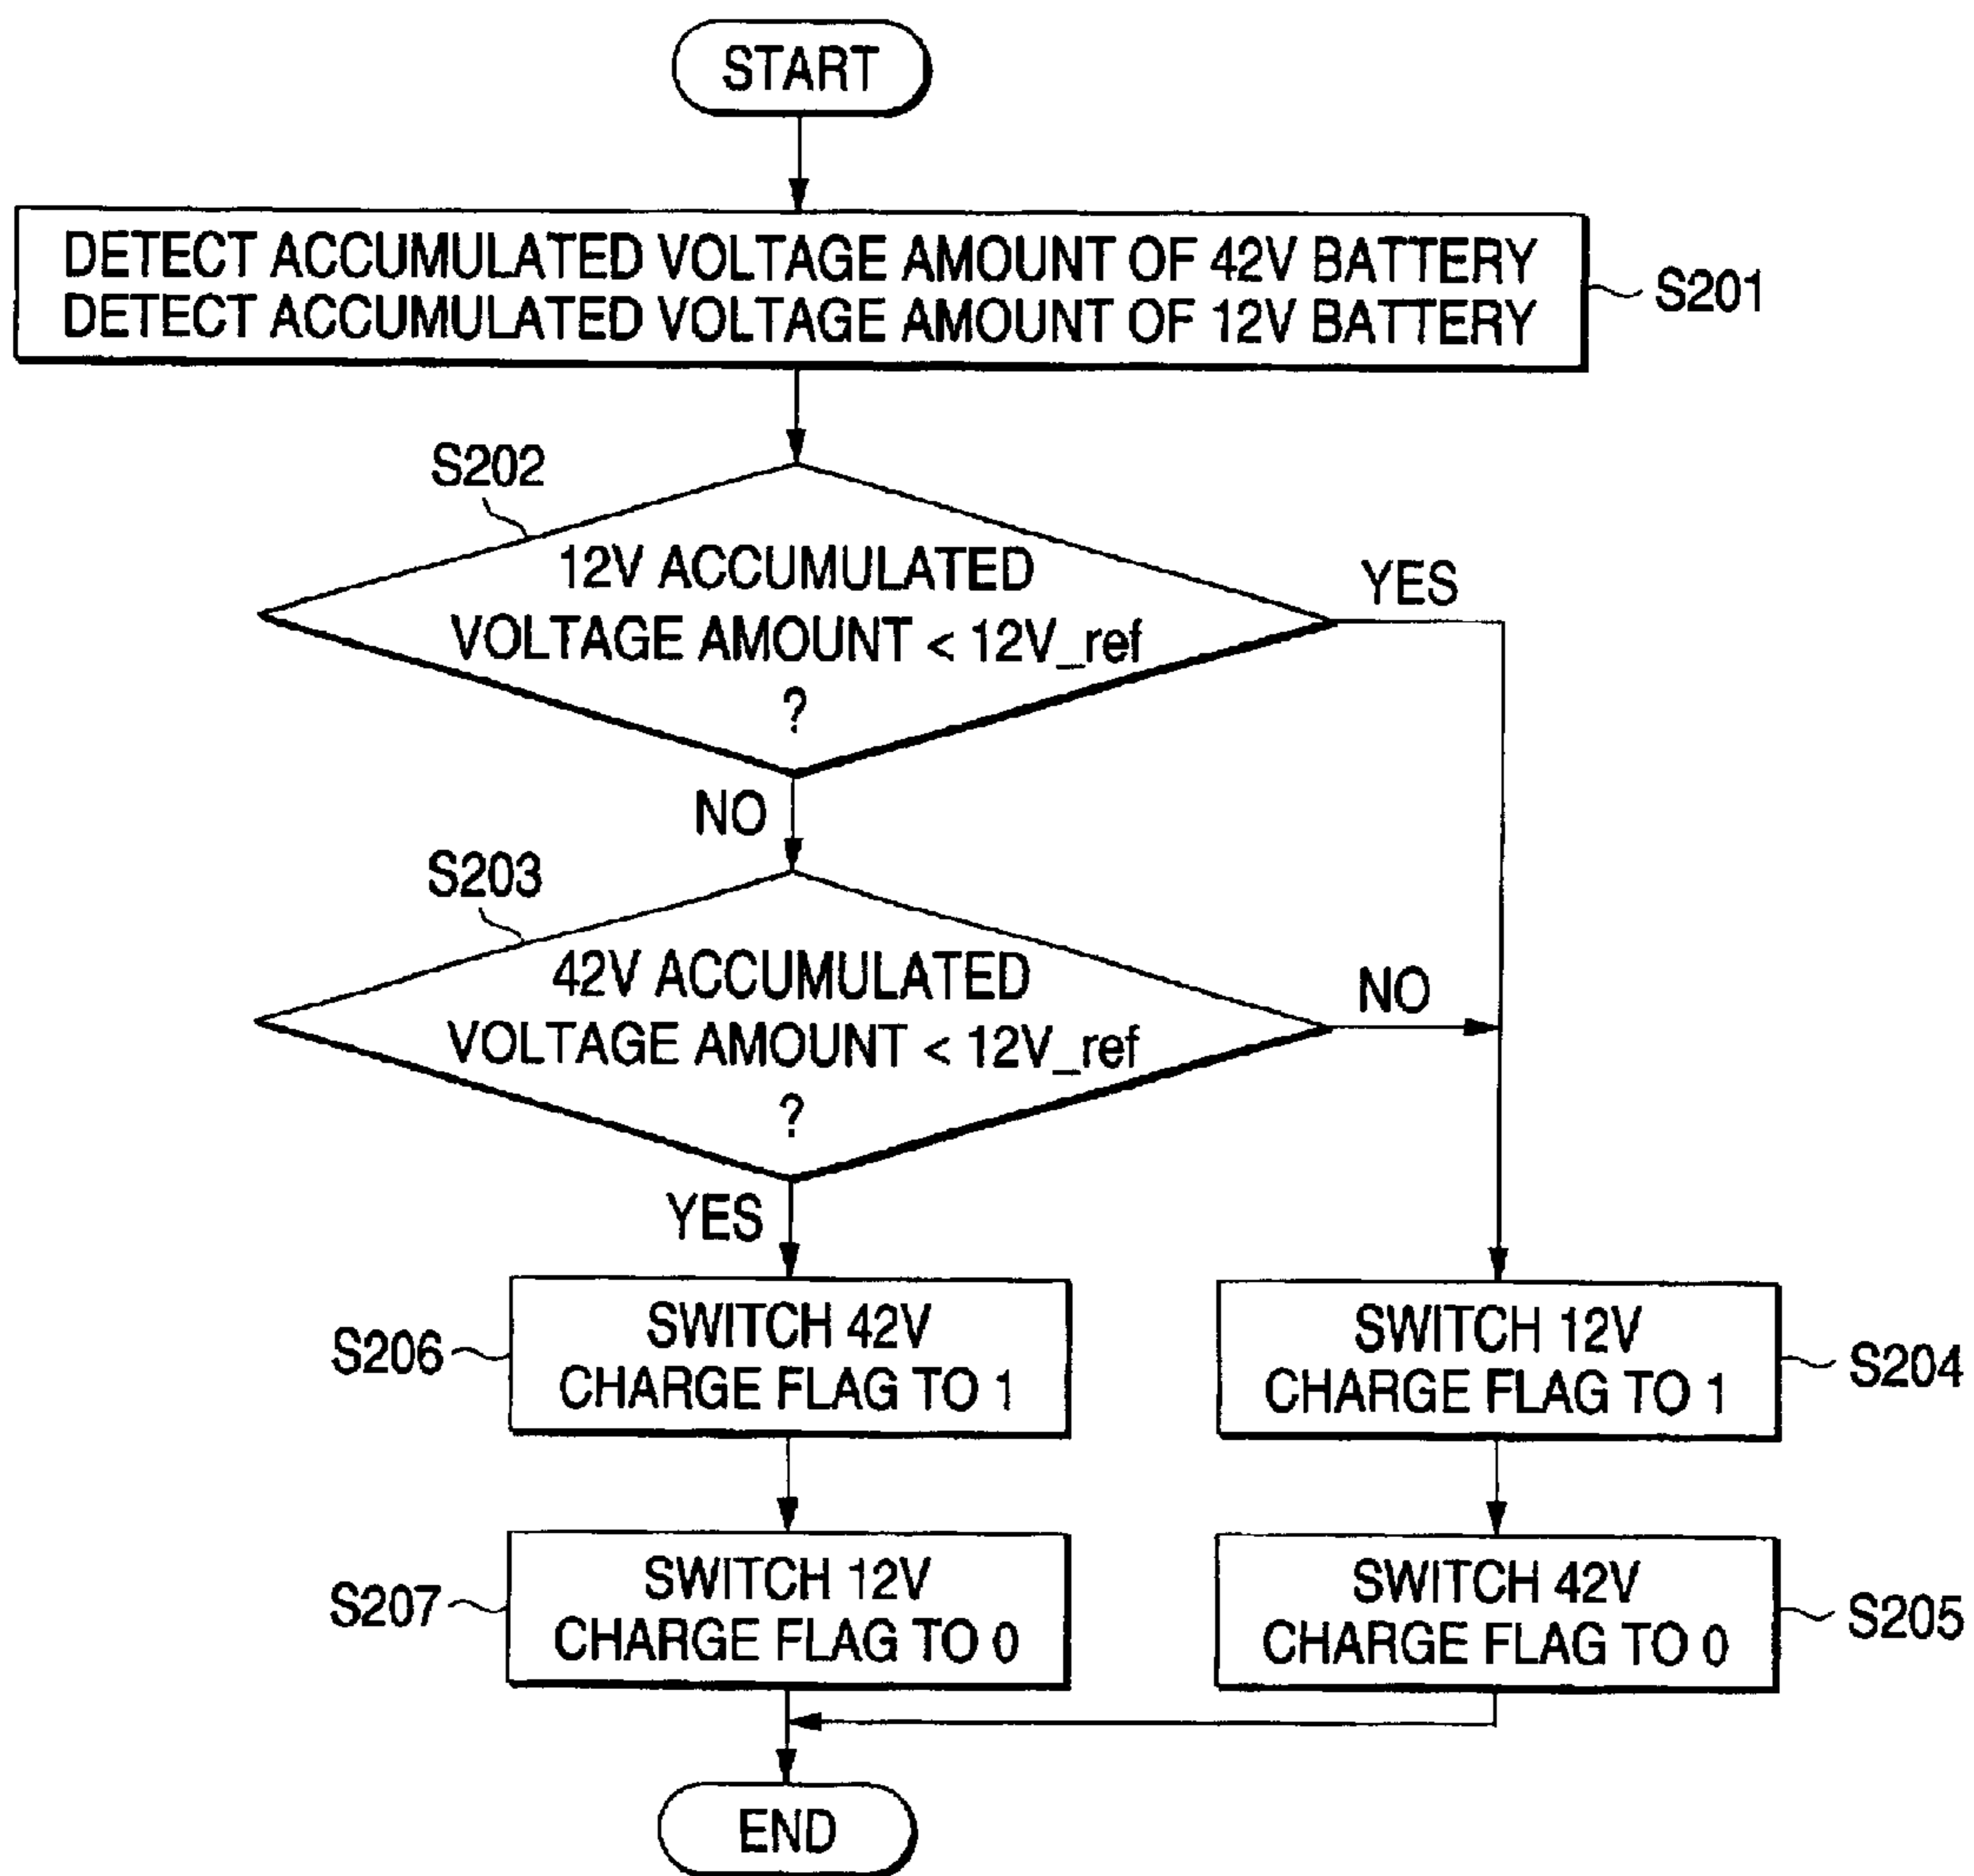 START
DETECT ACCUMULATED VOLTAGE AMOUNT OF 42V BATTERY
DETECT ACCUMULATED VOLTAGE AMOUNT OF 12V BATTERY
S201
S202
12V ACCUMULATED
VOLTAGE AMOUNT < 12V_ref
?
YES
NO
S203
42V ACCUMULATED
VOLTAGE AMOUNT < 12V_ref
?
NO
YES
S206
SWITCH 42V
CHARGE FLAG TO 1
SWITCH 12V
CHARGE FLAG TO 1
S204
S207
SWITCH 12V
CHARGE FLAG TO 0
SWITCH 42V
CHARGE FLAG TO 0
S205
END